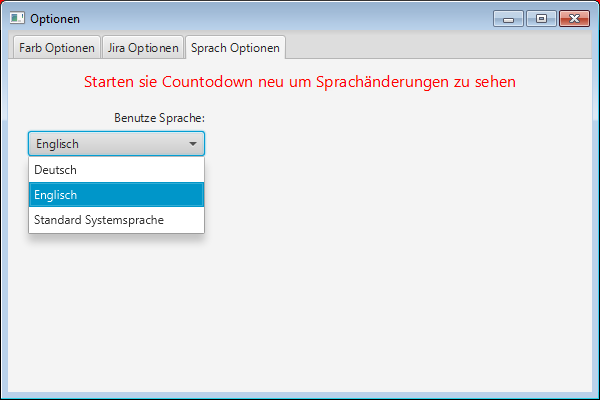 Optionen
Farb Optionen Jira Optionen Sprach Optionen
Starten sie Countodown neu um Sprachänderungen zu sehen
Benutze Sprache:
Englisch
Deutsch
Englisch
Standard Systemsprache